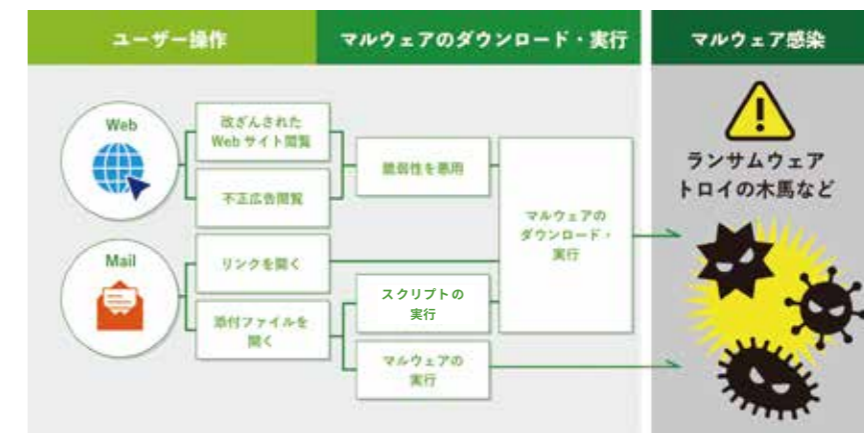 ユーザー操作
マルウェアのダウンロード・実行
マルウェア感染
Web
改ざんされた
Webサイト閲覧
不正広告閲覧
脆弱性を悪用
Mail
リンクを開く
添付ファイルを
開く
スクリプトの
実行
マルウェアの
実行
マルウェアの
ダウンロード・
実行
ランサムウェア
トロイの木馬など